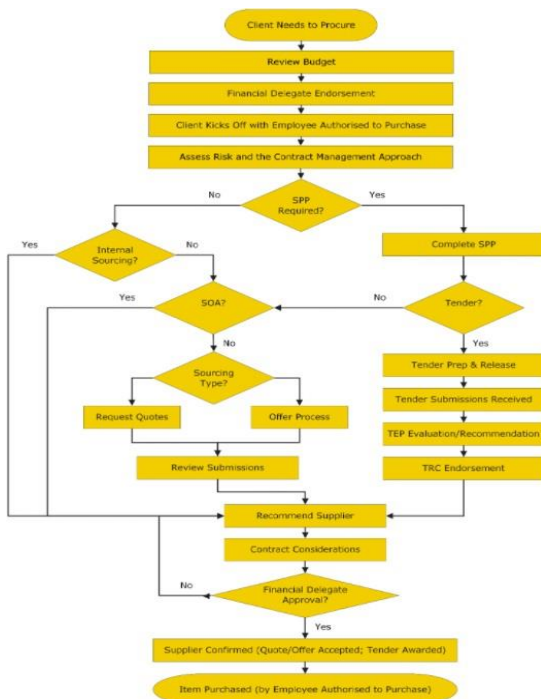 Client Needs to Procure
Review Budget
Financial Delegate Endorsement
Client Kicks Off with Employee Authorised to Purchase
Assess Risk and the Contract Management Approach
No
SPP
Required?
Yes
Yes
Internal
Sourcing?
No
Complete SPP
Yes
SOA?
No
Tender?
No
Yes
Sourcing
Type?
Tender Prep & Release
Request Quotes
Offer Process
Tender Submissions Received
TEP Evaluation/Recommendation
Review Submissions
TRC Endorsement
Recommend Supplier
Contract Considerations
No
Financial Delegate
Approval?
Yes
Supplier Confirmed (Quote/Offer Accepted; Tender Awarded)
Item Purchased (by Employee Authorised to Purchase)